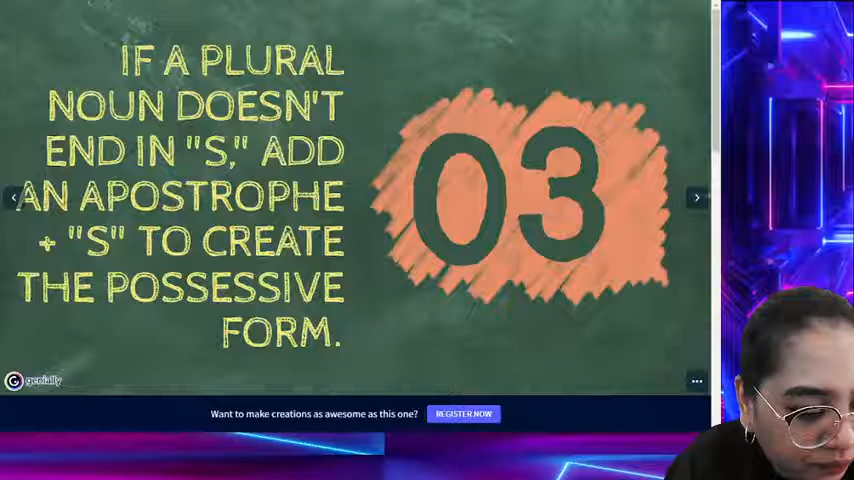 IF A PLURAL
NOUN DOESN'T
END IN "S," ADD
AN APOSTROPHE
+ "S" TO CREATE
THE POSSESSIVE
FORM.
03
genially
Want to make creations as awesome as this one? REGISTER NOW